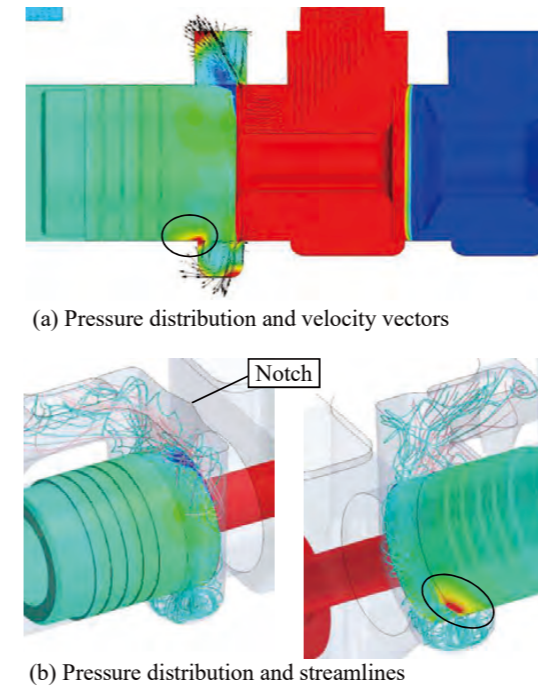 (a) Pressure distribution and velocity vectors
Notch
(b) Pressure distribution and streamlines